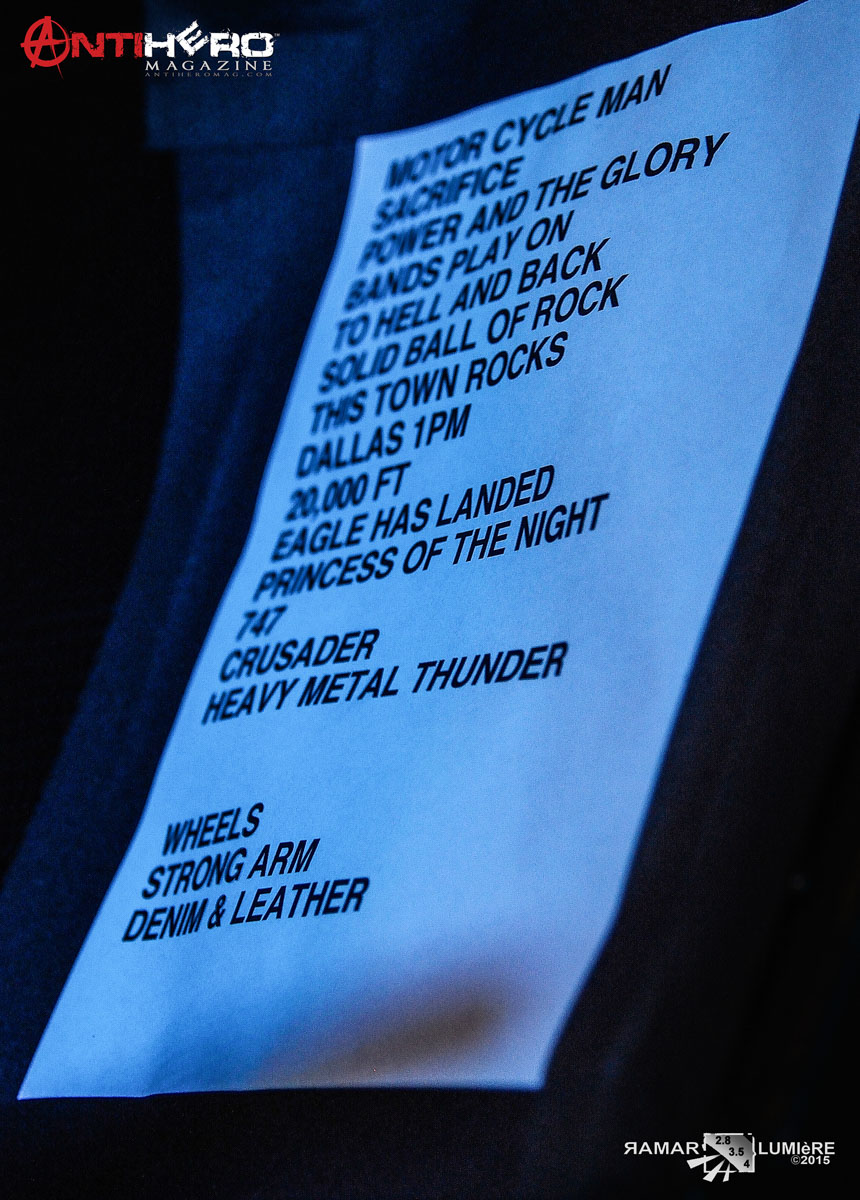 ANTIHERO
MAGAZINE
ANTIHEROMAG.COM
MOTOR CYCLE MAN
SACRIFICE
POWER AND THE GLORY
BANDS PLAY ON
TO HELL AND BACK
SOLID BALL OF ROCK
THIS TOWN ROCKS
DALLAS 1PM
20,000 FT
EAGLE HAS LANDED
PRINCESS OF THE NIGHT
747
CRUSADER
HEAVY METAL THUNDER
WHEELS
STRONG ARM
DENIM & LEATHER
ЯAMAR 2.8 3.5 4 LUMIèRE
©2015